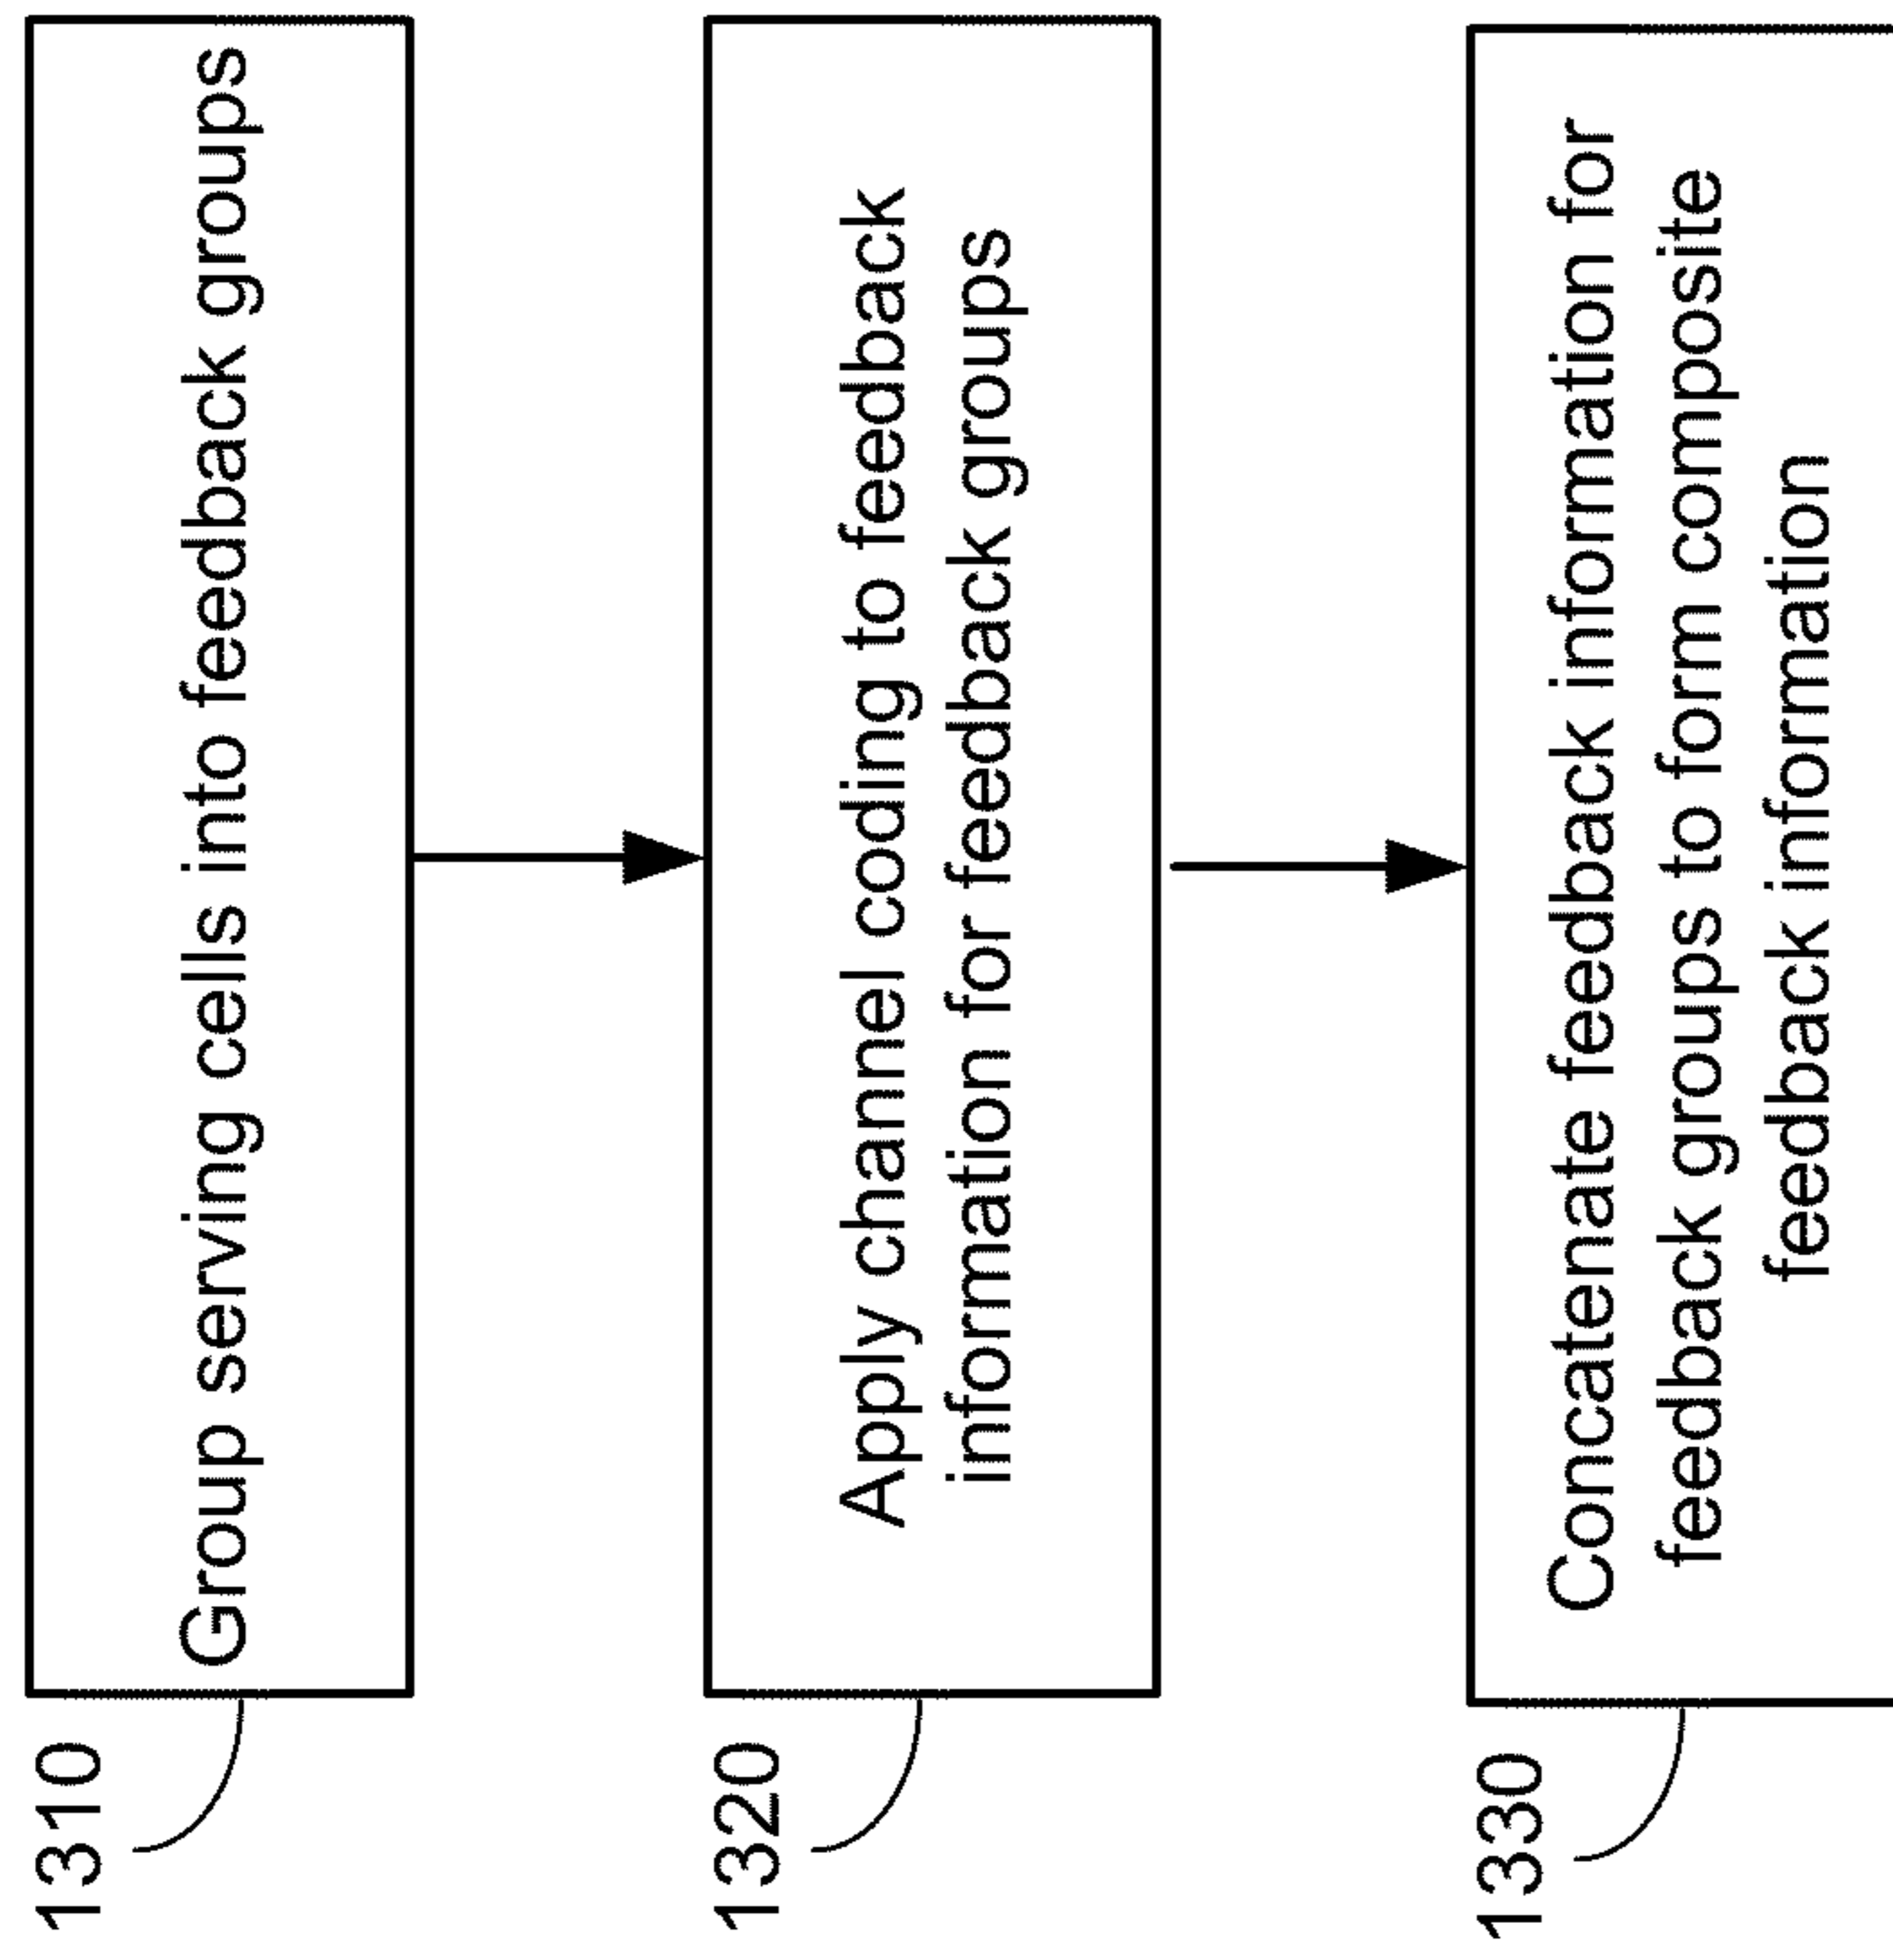 1310
Group serving cells into feedback groups
1320
Apply channel coding to feedback
information for feedback groups
1330
Concatenate feedback information for
feedback groups to form composite
feedback information